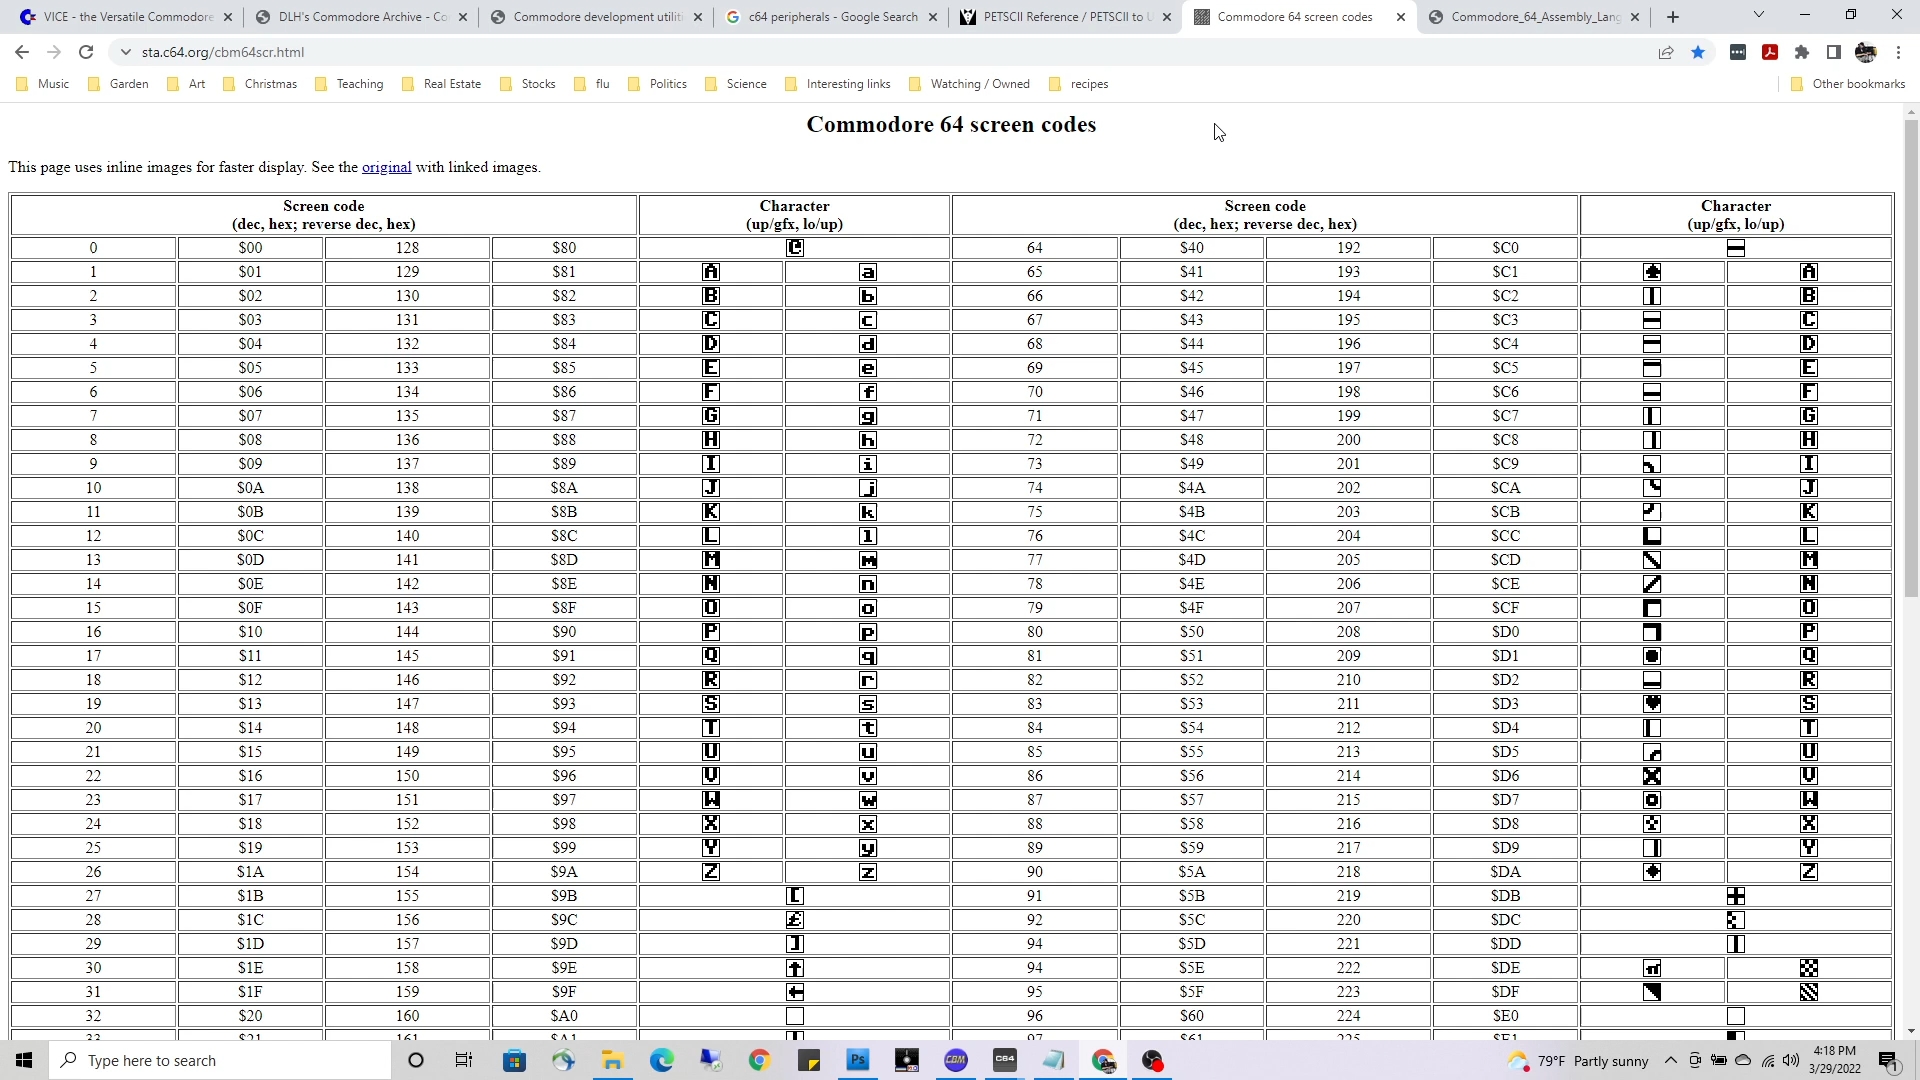 VICE - the Versatile Commodore
DLH's Commodore Archive - Co
Commodore development utiliti
c64 peripherals - Google Search
PETSCII Reference / PETSCII to U
Commodore 64 screen codes
Commodore_64_Assembly_Lang
sta.c64.org/cbm64scr.html
Music Garden Art Christmas Teaching Real Estate Stocks flu Politics Science Interesting links Watching / Owned recipes Other bookmarks
Commodore 64 screen codes
This page uses inline images for faster display. See the original with linked images.
Screen code Character Screen code Character
(dec, hex; reverse dec, hex) (up/gfx, lo/up) (dec, hex; reverse dec, hex) (up/gfx, lo/up)
0 $00 128 $80 @ 64 $40 192 $C0
1 $01 129 $81 A a 65 $41 193 $C1 A
2 $02 130 $82 B b 66 $42 194 $C2 B
3 $03 131 $83 C c 67 $43 195 $C3 C
4 $04 132 $84 D d 68 $44 196 $C4 D
5 $05 133 $85 E e 69 $45 197 $C5 E
6 $06 134 $86 F f 70 $46 198 $C6 F
7 $07 135 $87 G g 71 $47 199 $C7 G
8 $08 136 $88 H h 72 $48 200 $C8 H
9 $09 137 $89 I i 73 $49 201 $C9 I
10 $0A 138 $8A J j 74 $4A 202 $CA J
11 $0B 139 $8B K k 75 $4B 203 $CB K
12 $0C 140 $8C L l 76 $4C 204 $CC L
13 $0D 141 $8D M m 77 $4D 205 $CD M
14 $0E 142 $8E N n 78 $4E 206 $CE N
15 $0F 143 $8F O o 79 $4F 207 $CF O
16 $10 144 $90 P p 80 $50 208 $D0 P
17 $11 145 $91 Q q 81 $51 209 $D1 Q
18 $12 146 $92 R r 82 $52 210 $D2 R
19 $13 147 $93 S s 83 $53 211 $D3 S
20 $14 148 $94 T t 84 $54 212 $D4 T
21 $15 149 $95 U u 85 $55 213 $D5 U
22 $16 150 $96 V v 86 $56 214 $D6 V
23 $17 151 $97 W w 87 $57 215 $D7 W
24 $18 152 $98 X x 88 $58 216 $D8 X
25 $19 153 $99 Y y 89 $59 217 $D9 Y
26 $1A 154 $9A Z z 90 $5A 218 $DA Z
27 $1B 155 $9B [ 91 $5B 219 $DB
28 $1C 156 $9C £ 92 $5C 220 $DC
29 $1D 157 $9D ] 94 $5D 221 $DD
30 $1E 158 $9E ↑ 94 $5E 222 $DE π
31 $1F 159 $9F ← 95 $5F 223 $DF
32 $20 160 $A0 96 $60 224 $E0
33 $21 161 $A1 97 $61 225 $E1
Type here to search
Ps
CBM
C64
79°F Partly sunny
4:18 PM
3/29/2022
1